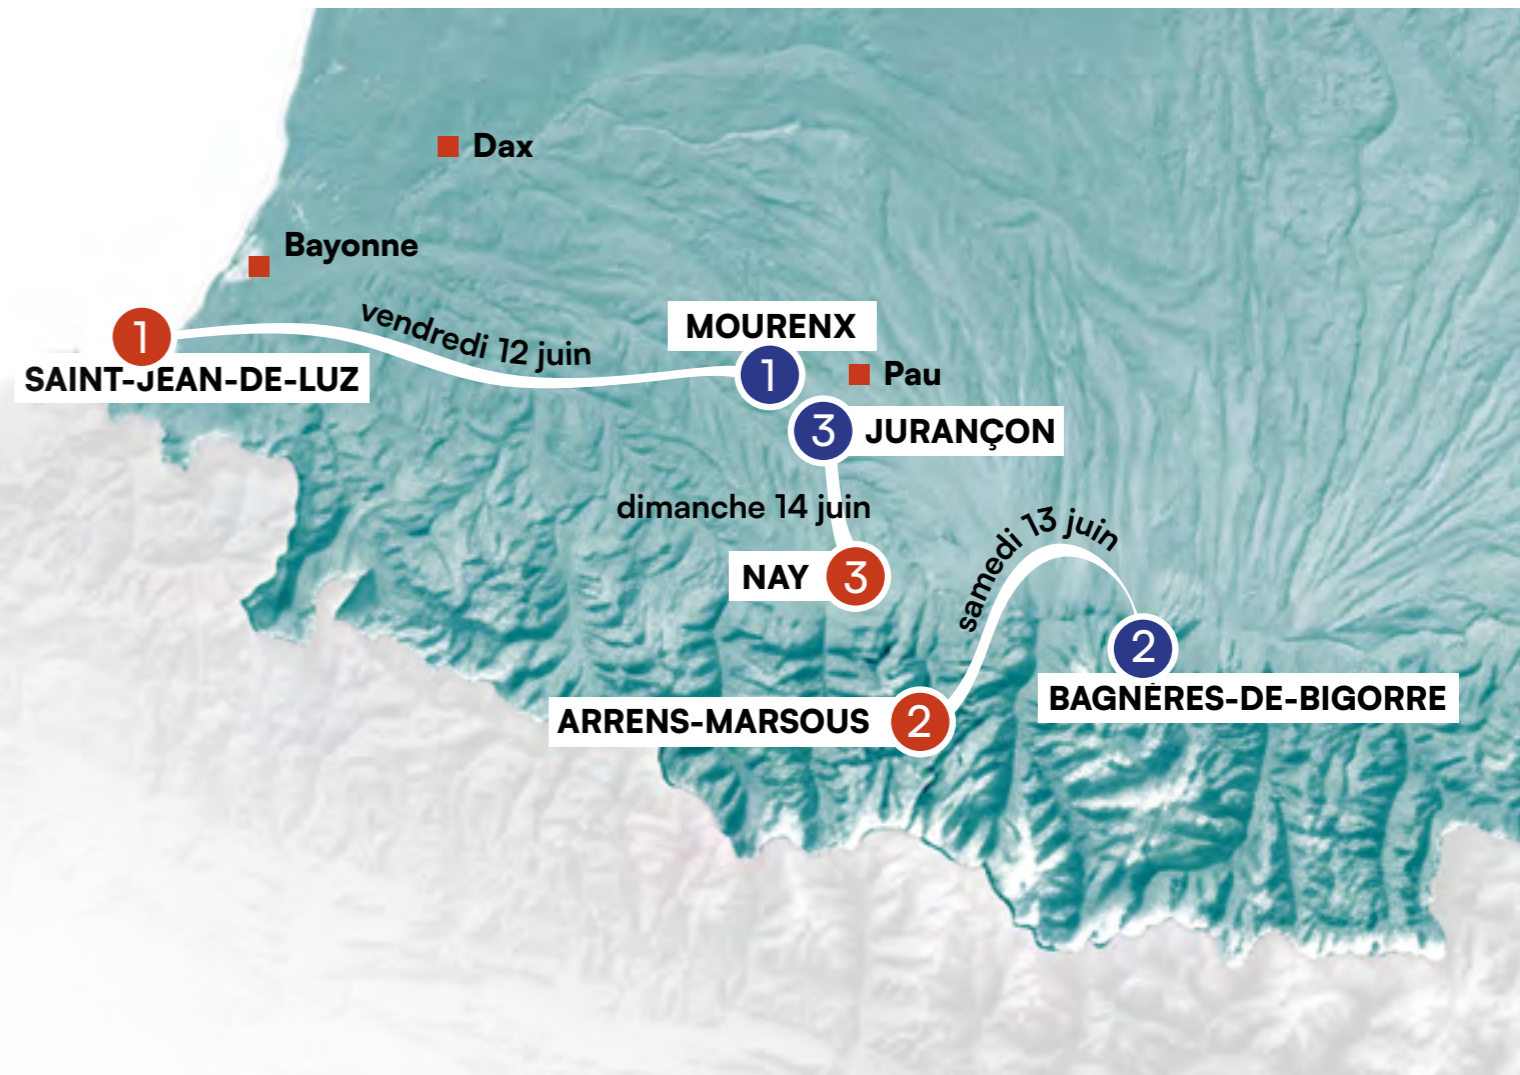 Dax
Bayonne
vendredi 12 juin
MOURENX
1
1
SAINT-JEAN-DE-LUZ
Pau
3 JURANÇON
dimanche 14 juin
samedi 13 juin
NAY 3
2
BAGNÈRES-DE-BIGORRE
ARRENS-MARSOUS 2